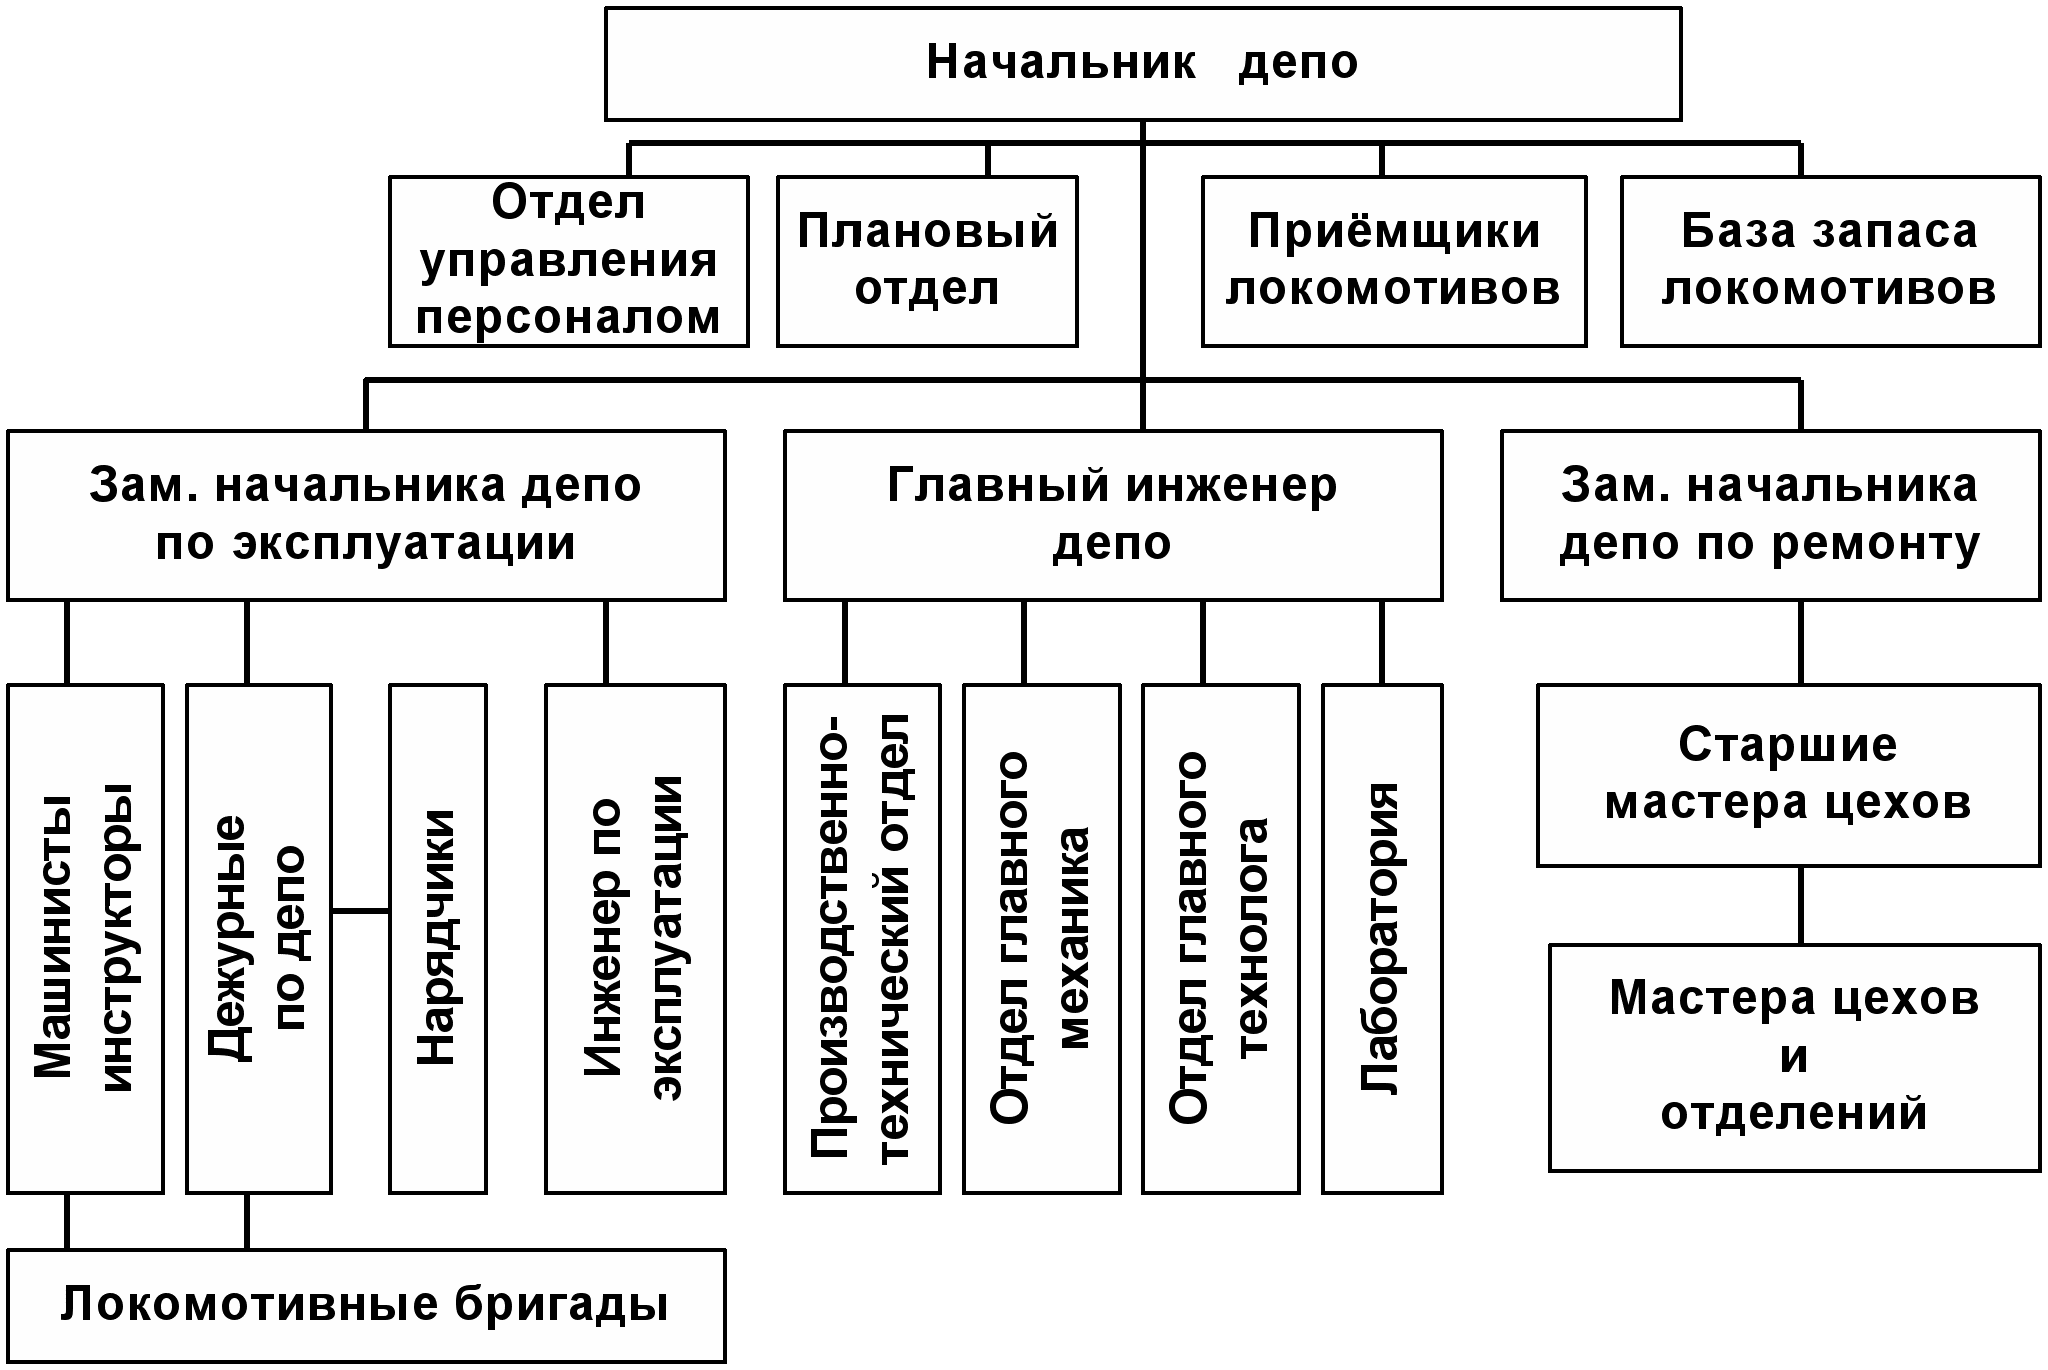 Начальник депо
Отдел
управления
персоналом
Плановый
отдел
Приёмщики
локомотивов
База запаса
локомотивов
Зам. начальника депо
по эксплуатации
Главный инженер
депо
Зам. начальника
депо по ремонту
Машинисты
инструкторы
Дежурные
по депо
Нарядчики
Инженер по
эксплуатации
Производственно-
технический отдел
Отдел главного
механика
Отдел главного
технолога
Лаборатория
Старшие
мастера цехов
Мастера цехов
и
отделений
Локомотивные бригады